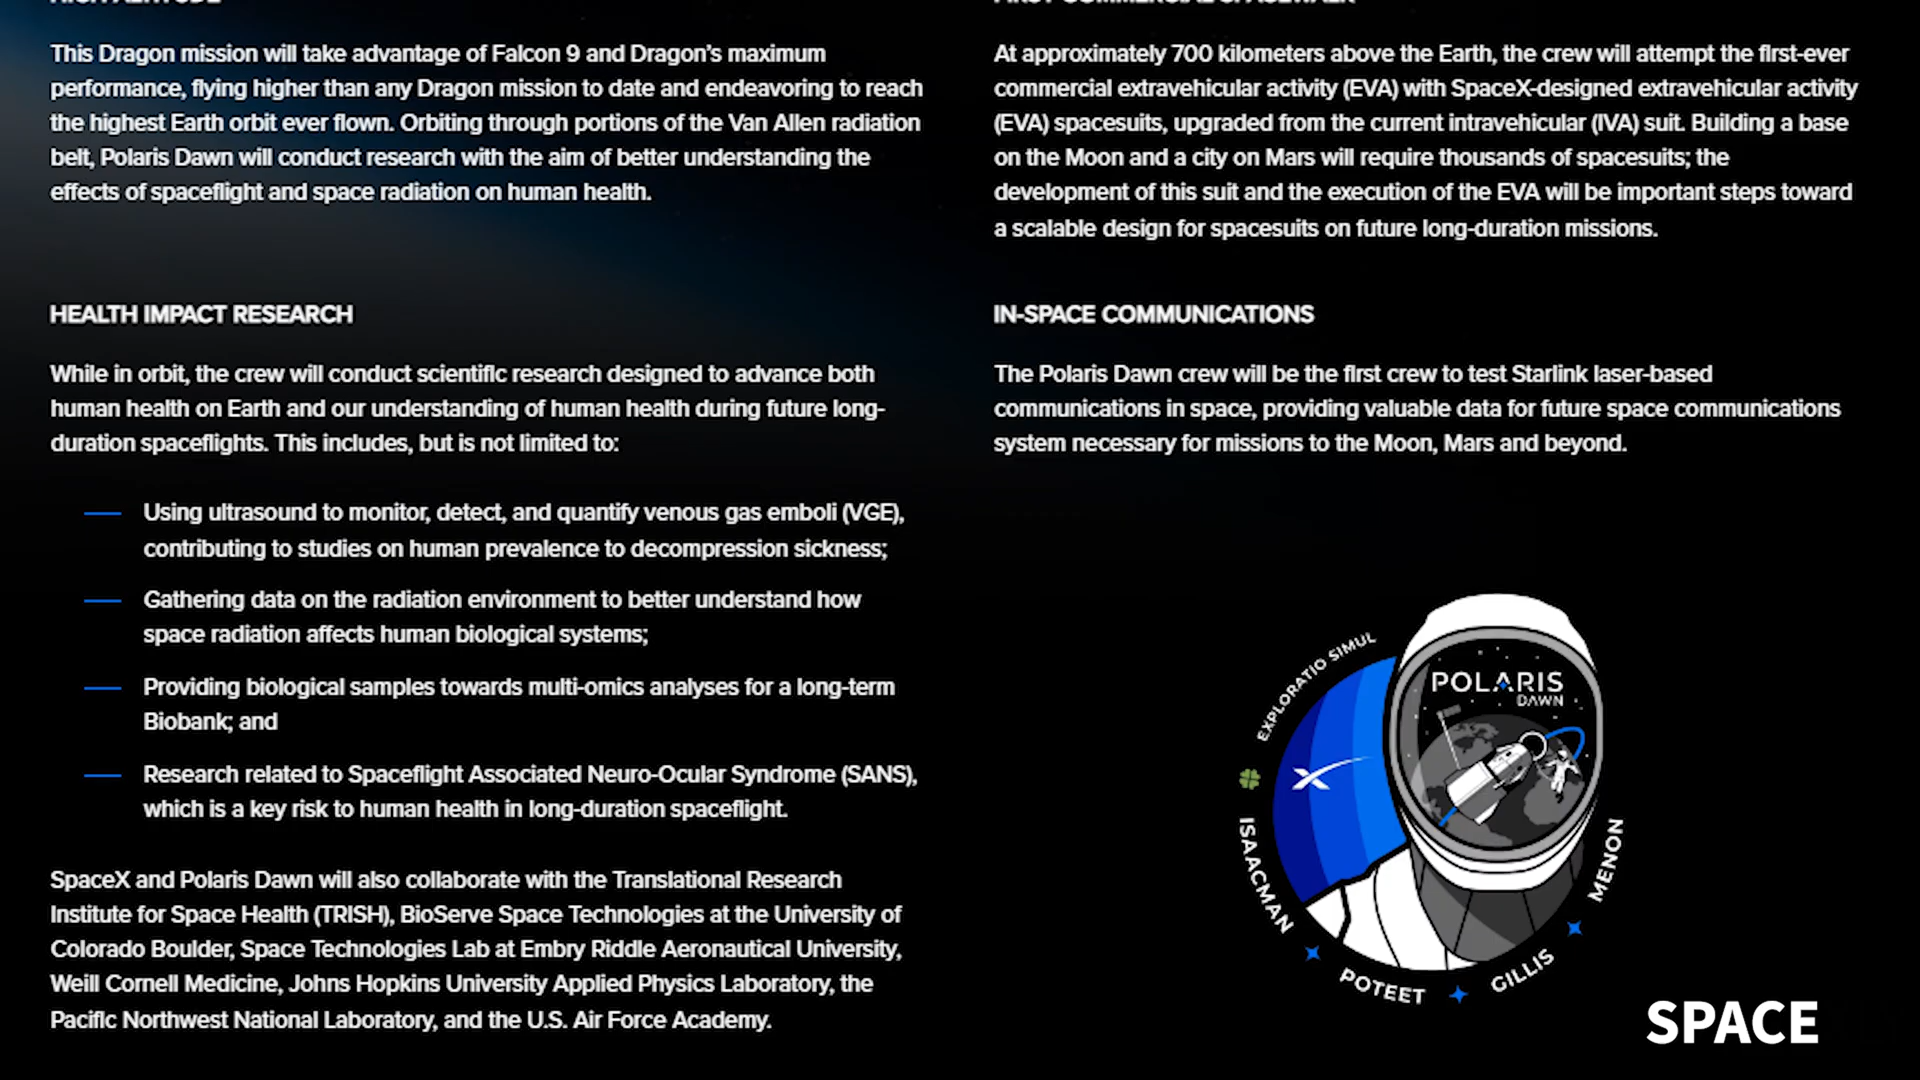 HIGH ALTITUDE
This Dragon mission will take advantage of Falcon 9 and Dragon's maximum
performance, flying higher than any Dragon mission to date and endeavoring to reach
the highest Earth orbit ever flown. Orbiting through portions of the Van Allen radiation
belt, Polaris Dawn will conduct research with the aim of better understanding the
effects of spaceflight and space radiation on human health.
HEALTH IMPACT RESEARCH
While in orbit, the crew will conduct scientific research designed to advance both
human health on Earth and our understanding of human health during future long-
duration spaceflights. This includes, but is not limited to:
Using ultrasound to monitor, detect, and quantify venous gas emboli (VGE),
contributing to studies on human prevalence to decompression sickness;
Gathering data on the radiation environment to better understand how
space radiation affects human biological systems;
Providing biological samples towards multi-omics analyses for a long-term
Biobank; and
Research related to Spaceflight Associated Neuro-Ocular Syndrome (SANS),
which is a key risk to human health in long-duration spaceflight.
SpaceX and Polaris Dawn will also collaborate with the Translational Research
Institute for Space Health (TRISH), BioServe Space Technologies at the University of
Colorado Boulder, Space Technologies Lab at Embry Riddle Aeronautical University,
Weill Cornell Medicine, Johns Hopkins University Applied Physics Laboratory, the
Pacific Northwest National Laboratory, and the U.S. Air Force Academy.
FIRST COMMERCIAL SPACEWALK
At approximately 700 kilometers above the Earth, the crew will attempt the first-ever
commercial extravehicular activity (EVA) with SpaceX-designed extravehicular activity
(EVA) spacesuits, upgraded from the current intravehicular (IVA) suit. Building a base
on the Moon and a city on Mars will require thousands of spacesuits; the
development of this suit and the execution of the EVA will be important steps toward
a scalable design for spacesuits on future long-duration missions.
IN-SPACE COMMUNICATIONS
The Polaris Dawn crew will be the first crew to test Starlink laser-based
communications in space, providing valuable data for future space communications
system necessary for missions to the Moon, Mars and beyond.
EXPLORATIO SIMUL
POLARIS
DAWN
ISAACMAN
POTEET
GILLIS
MENON
SPACE